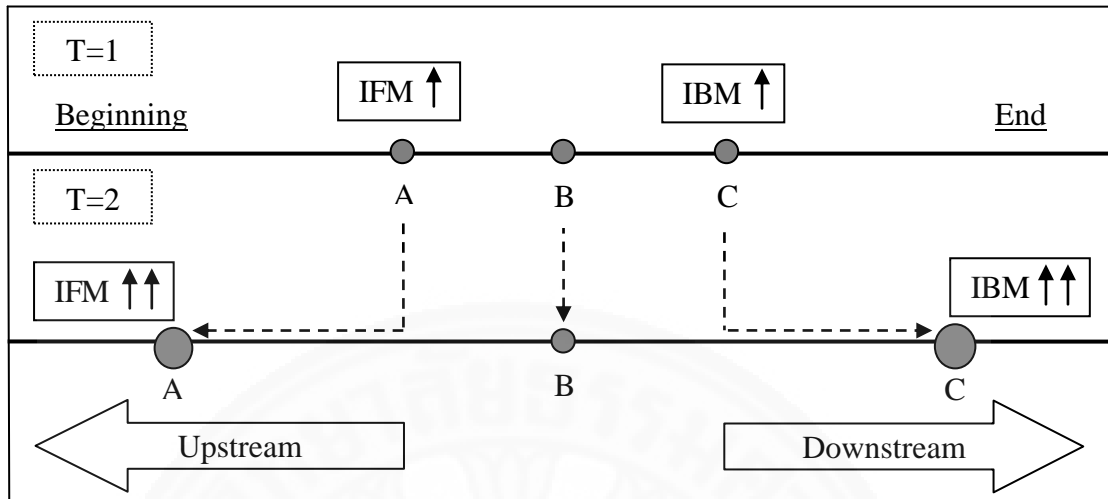 T=1
IFM
IBM
Beginning
End
A
B
C
T=2
IFM
IBM
A
B
C
Upstream
Downstream